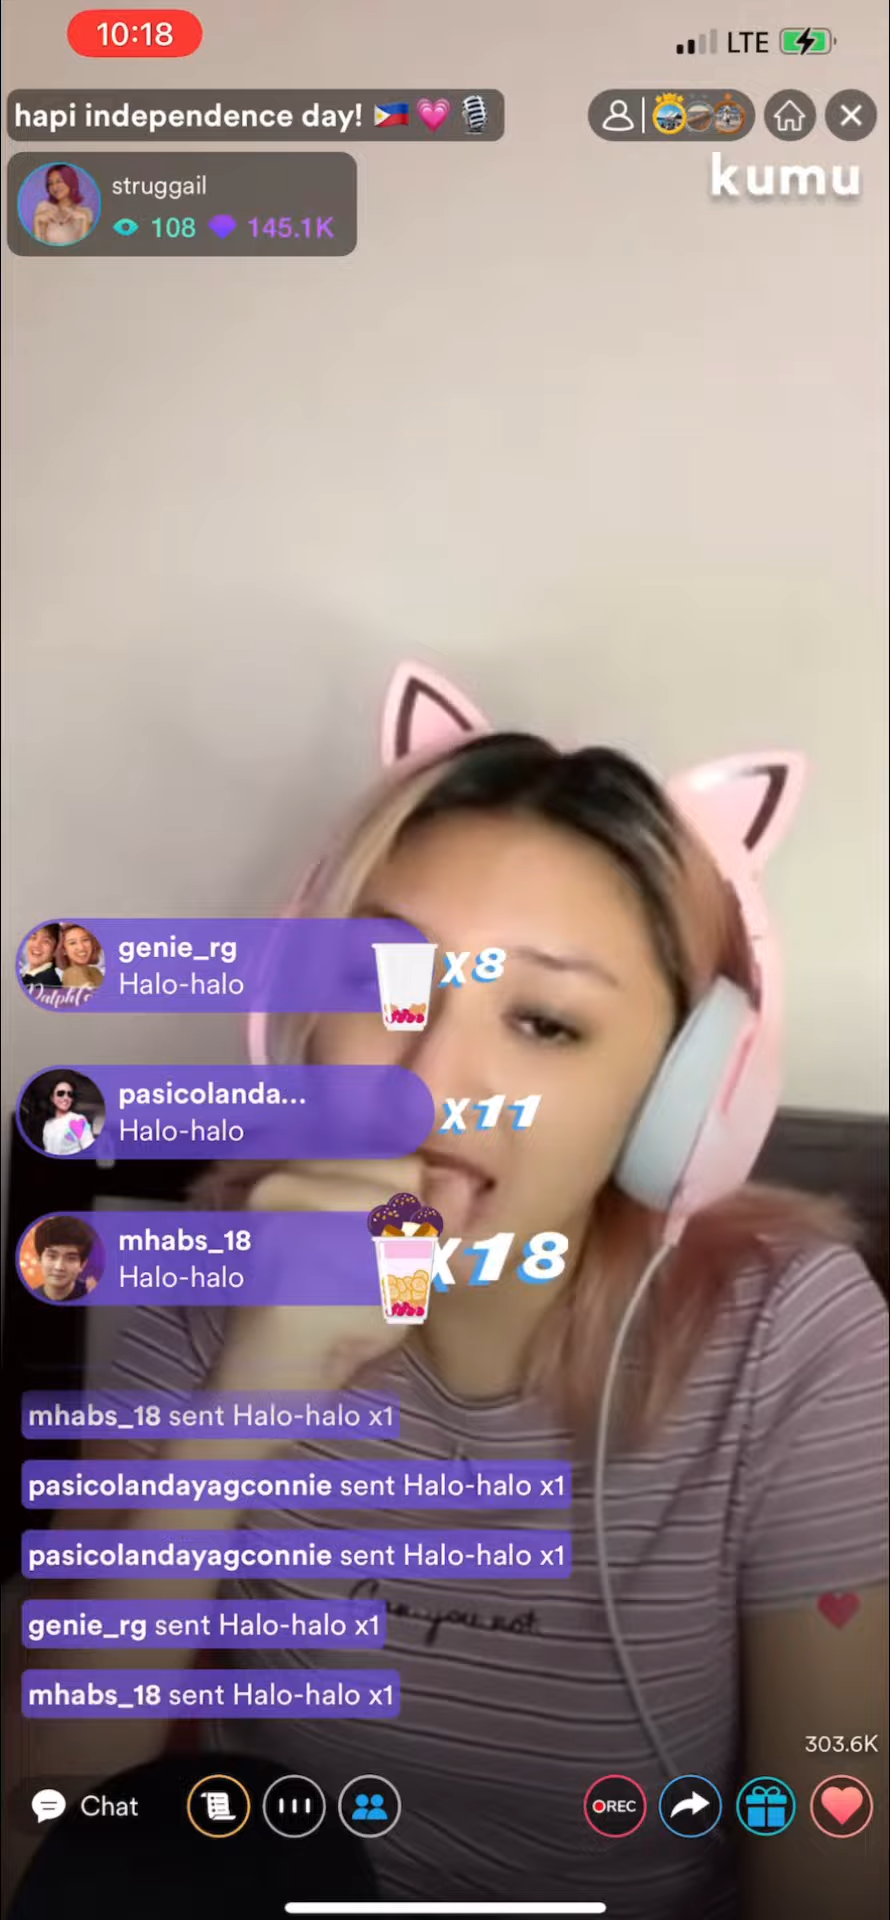 10:18
LTE
hapi independence day! 🇵🇭 💗 🎙️
kumu
struggail
108 145.1K
genie_rg
Halo-halo
x8
pasicolanda...
Halo-halo
x11
mhabs_18
Halo-halo
x18
mhabs_18 sent Halo-halo x1
pasicolandayagconnie sent Halo-halo x1
pasicolandayagconnie sent Halo-halo x1
genie_rg sent Halo-halo x1
mhabs_18 sent Halo-halo x1
you not.
303.6K
Chat
REC